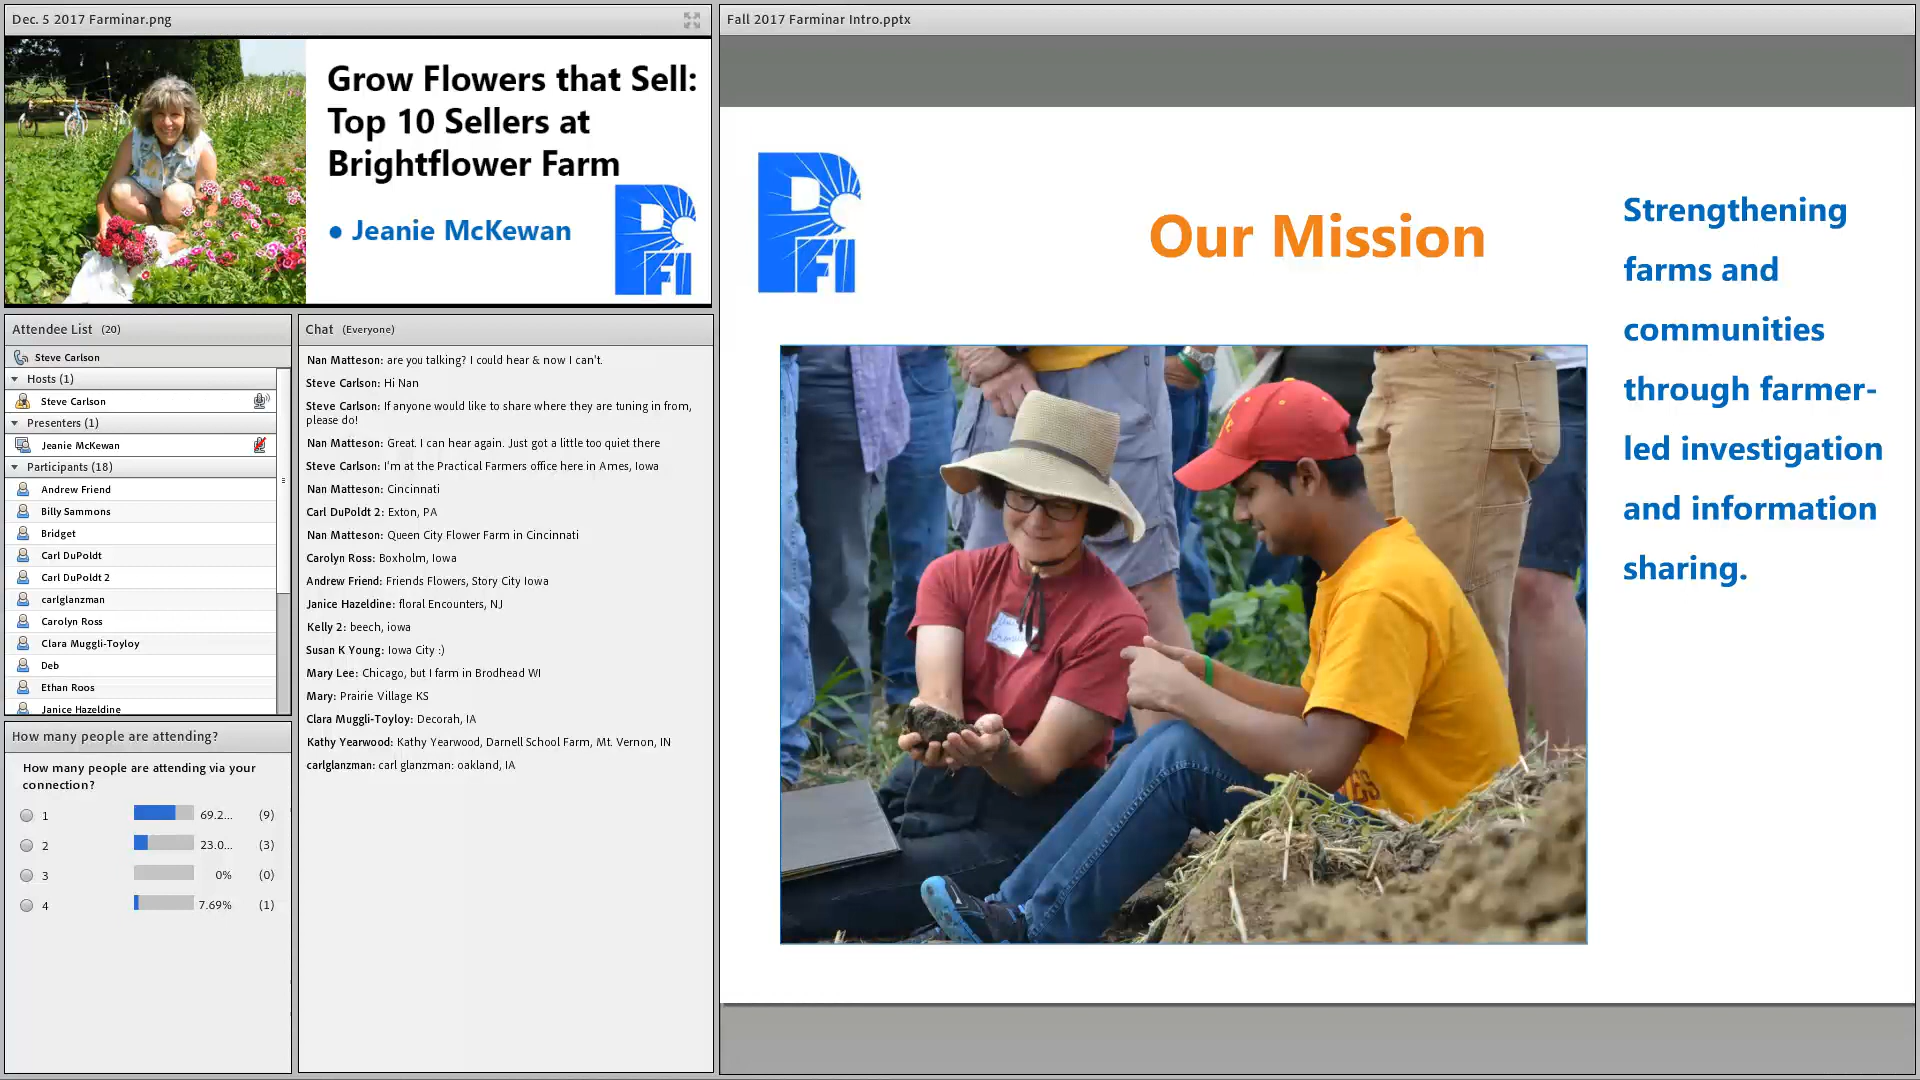 Dec. 5 2017 Farminar.png
Grow Flowers that Sell:
Top 10 Sellers at
Brightflower Farm
• Jeanie McKewan
PFI
Attendee List (20)
Steve Carlson
Hosts (1)
Steve Carlson
Presenters (1)
Jeanie McKewan
Participants (18)
Andrew Friend
Billy Sammons
Bridget
Carl DuPoldt
Carl DuPoldt 2
carlglanzman
Carolyn Ross
Clara Muggli-Toyloy
Deb
Ethan Roos
Janice Hazeldine
How many people are attending?
How many people are attending via your
connection?
1 69.2... (9)
2 23.0... (3)
3 0% (0)
4 7.69% (1)
Chat (Everyone)
Nan Matteson: are you talking? I could hear & now I can't.
Steve Carlson: Hi Nan
Steve Carlson: If anyone would like to share where they are tuning in from,
please do!
Nan Matteson: Great. I can hear again. Just got a little too quiet there
Steve Carlson: I'm at the Practical Farmers office here in Ames, Iowa
Nan Matteson: Cincinnati
Carl DuPoldt 2: Exton, PA
Nan Matteson: Queen City Flower Farm in Cincinnati
Carolyn Ross: Boxholm, Iowa
Andrew Friend: Friends Flowers, Story City Iowa
Janice Hazeldine: floral Encounters, NJ
Kelly 2: beech, iowa
Susan K Young: Iowa City :)
Mary Lee: Chicago, but I farm in Brodhead WI
Mary: Prairie Village KS
Clara Muggli-Toyloy: Decorah, IA
Kathy Yearwood: Kathy Yearwood, Darnell School Farm, Mt. Vernon, IN
carlglanzman: carl glanzman: oakland, IA
Fall 2017 Farminar Intro.pptx
PFI
Our Mission
Strengthening
farms and
communities
through farmer-
led investigation
and information
sharing.